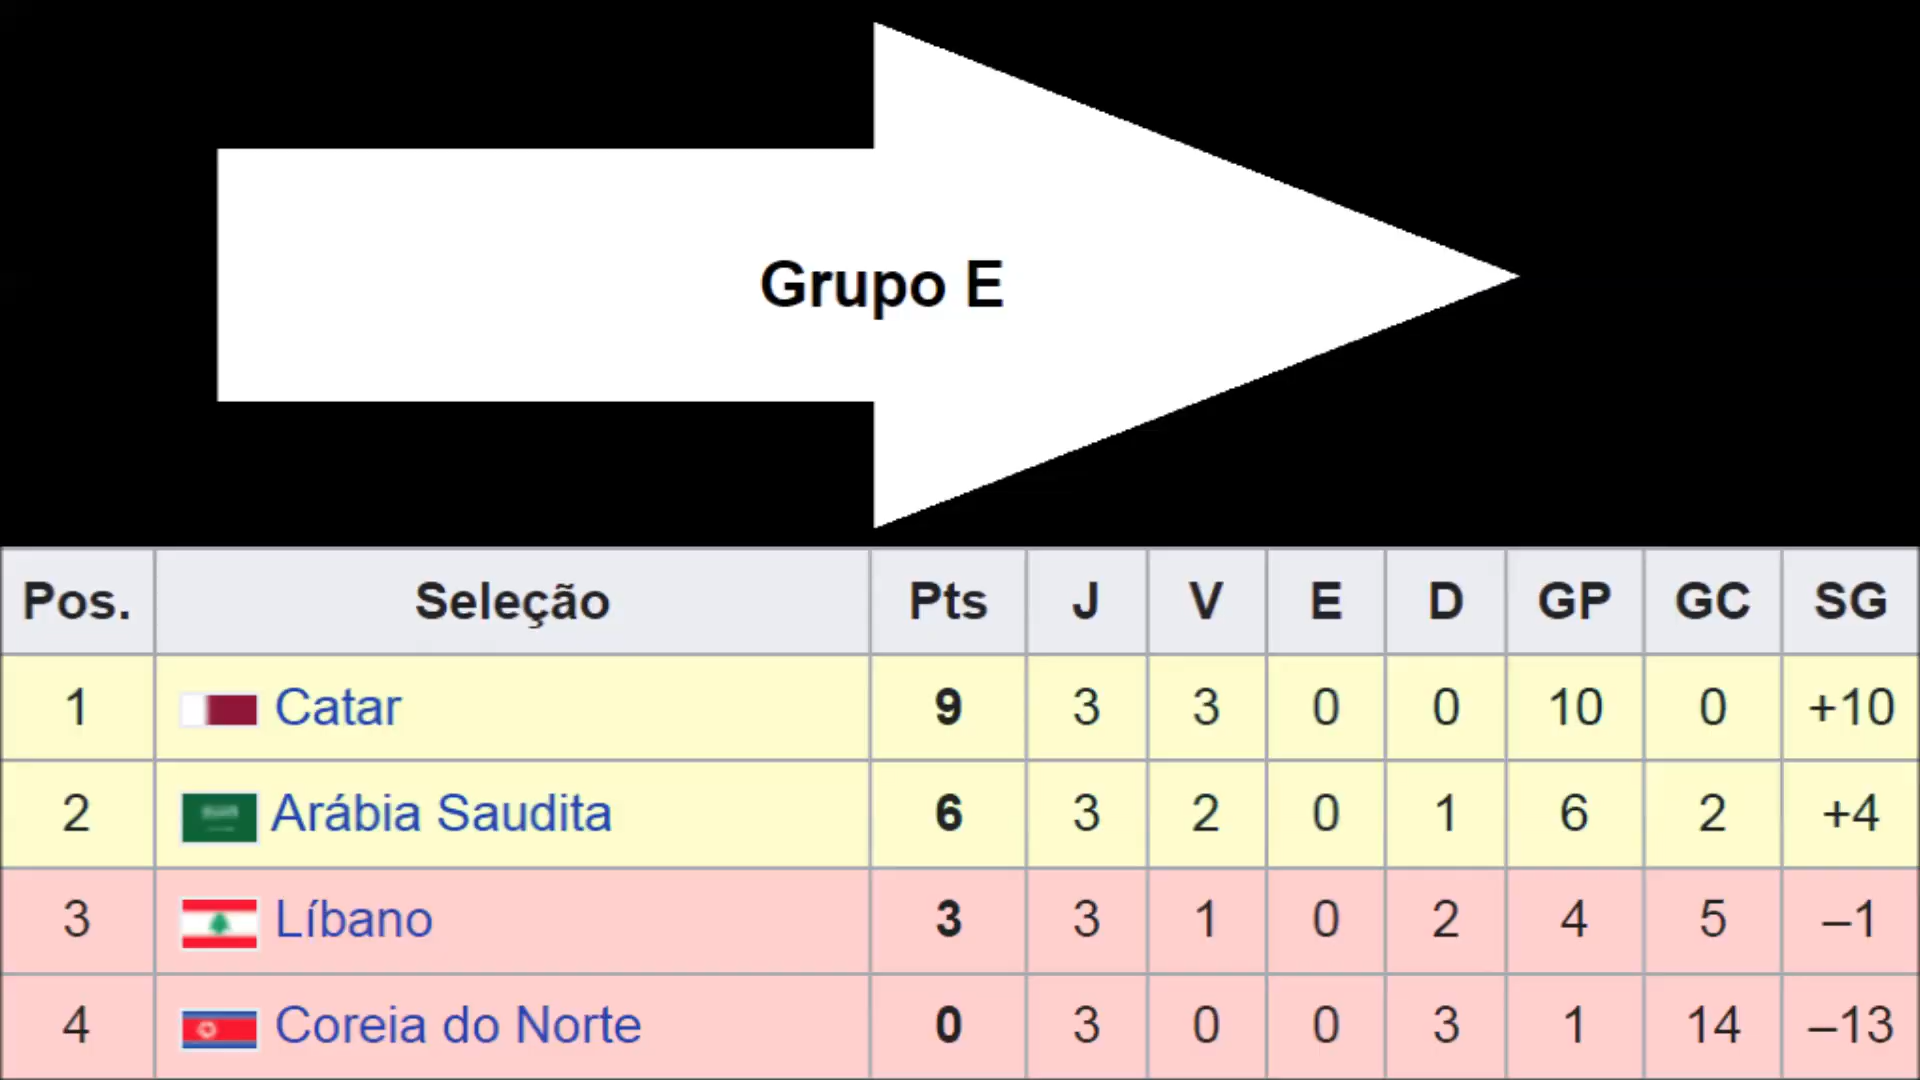 Grupo E
Pos. Seleção Pts J V E D GP GC SG
1 Catar 9 3 3 0 0 10 0 +10
2 Arábia Saudita 6 3 2 0 1 6 2 +4
3 Líbano 3 3 1 0 2 4 5 –1
4 Coreia do Norte 0 3 0 0 3 1 14 –13